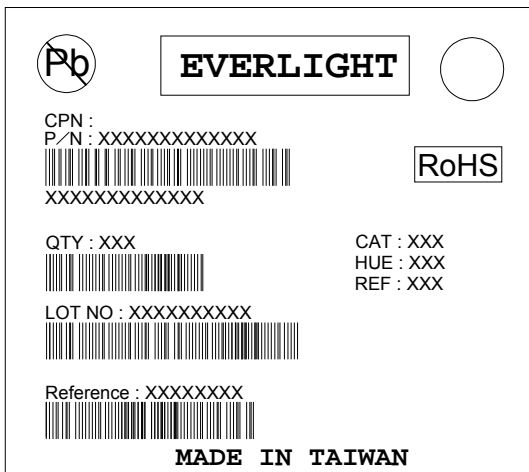 Pb
EVERLIGHT
CPN :
P/N : XXXXXXXXXXXXX
RoHS
XXXXXXXXXXXXX
QTY : XXX
CAT : XXX
HUE : XXX
REF : XXX
LOT NO : XXXXXXXXXX
Reference : XXXXXXXX
MADE IN TAIWAN